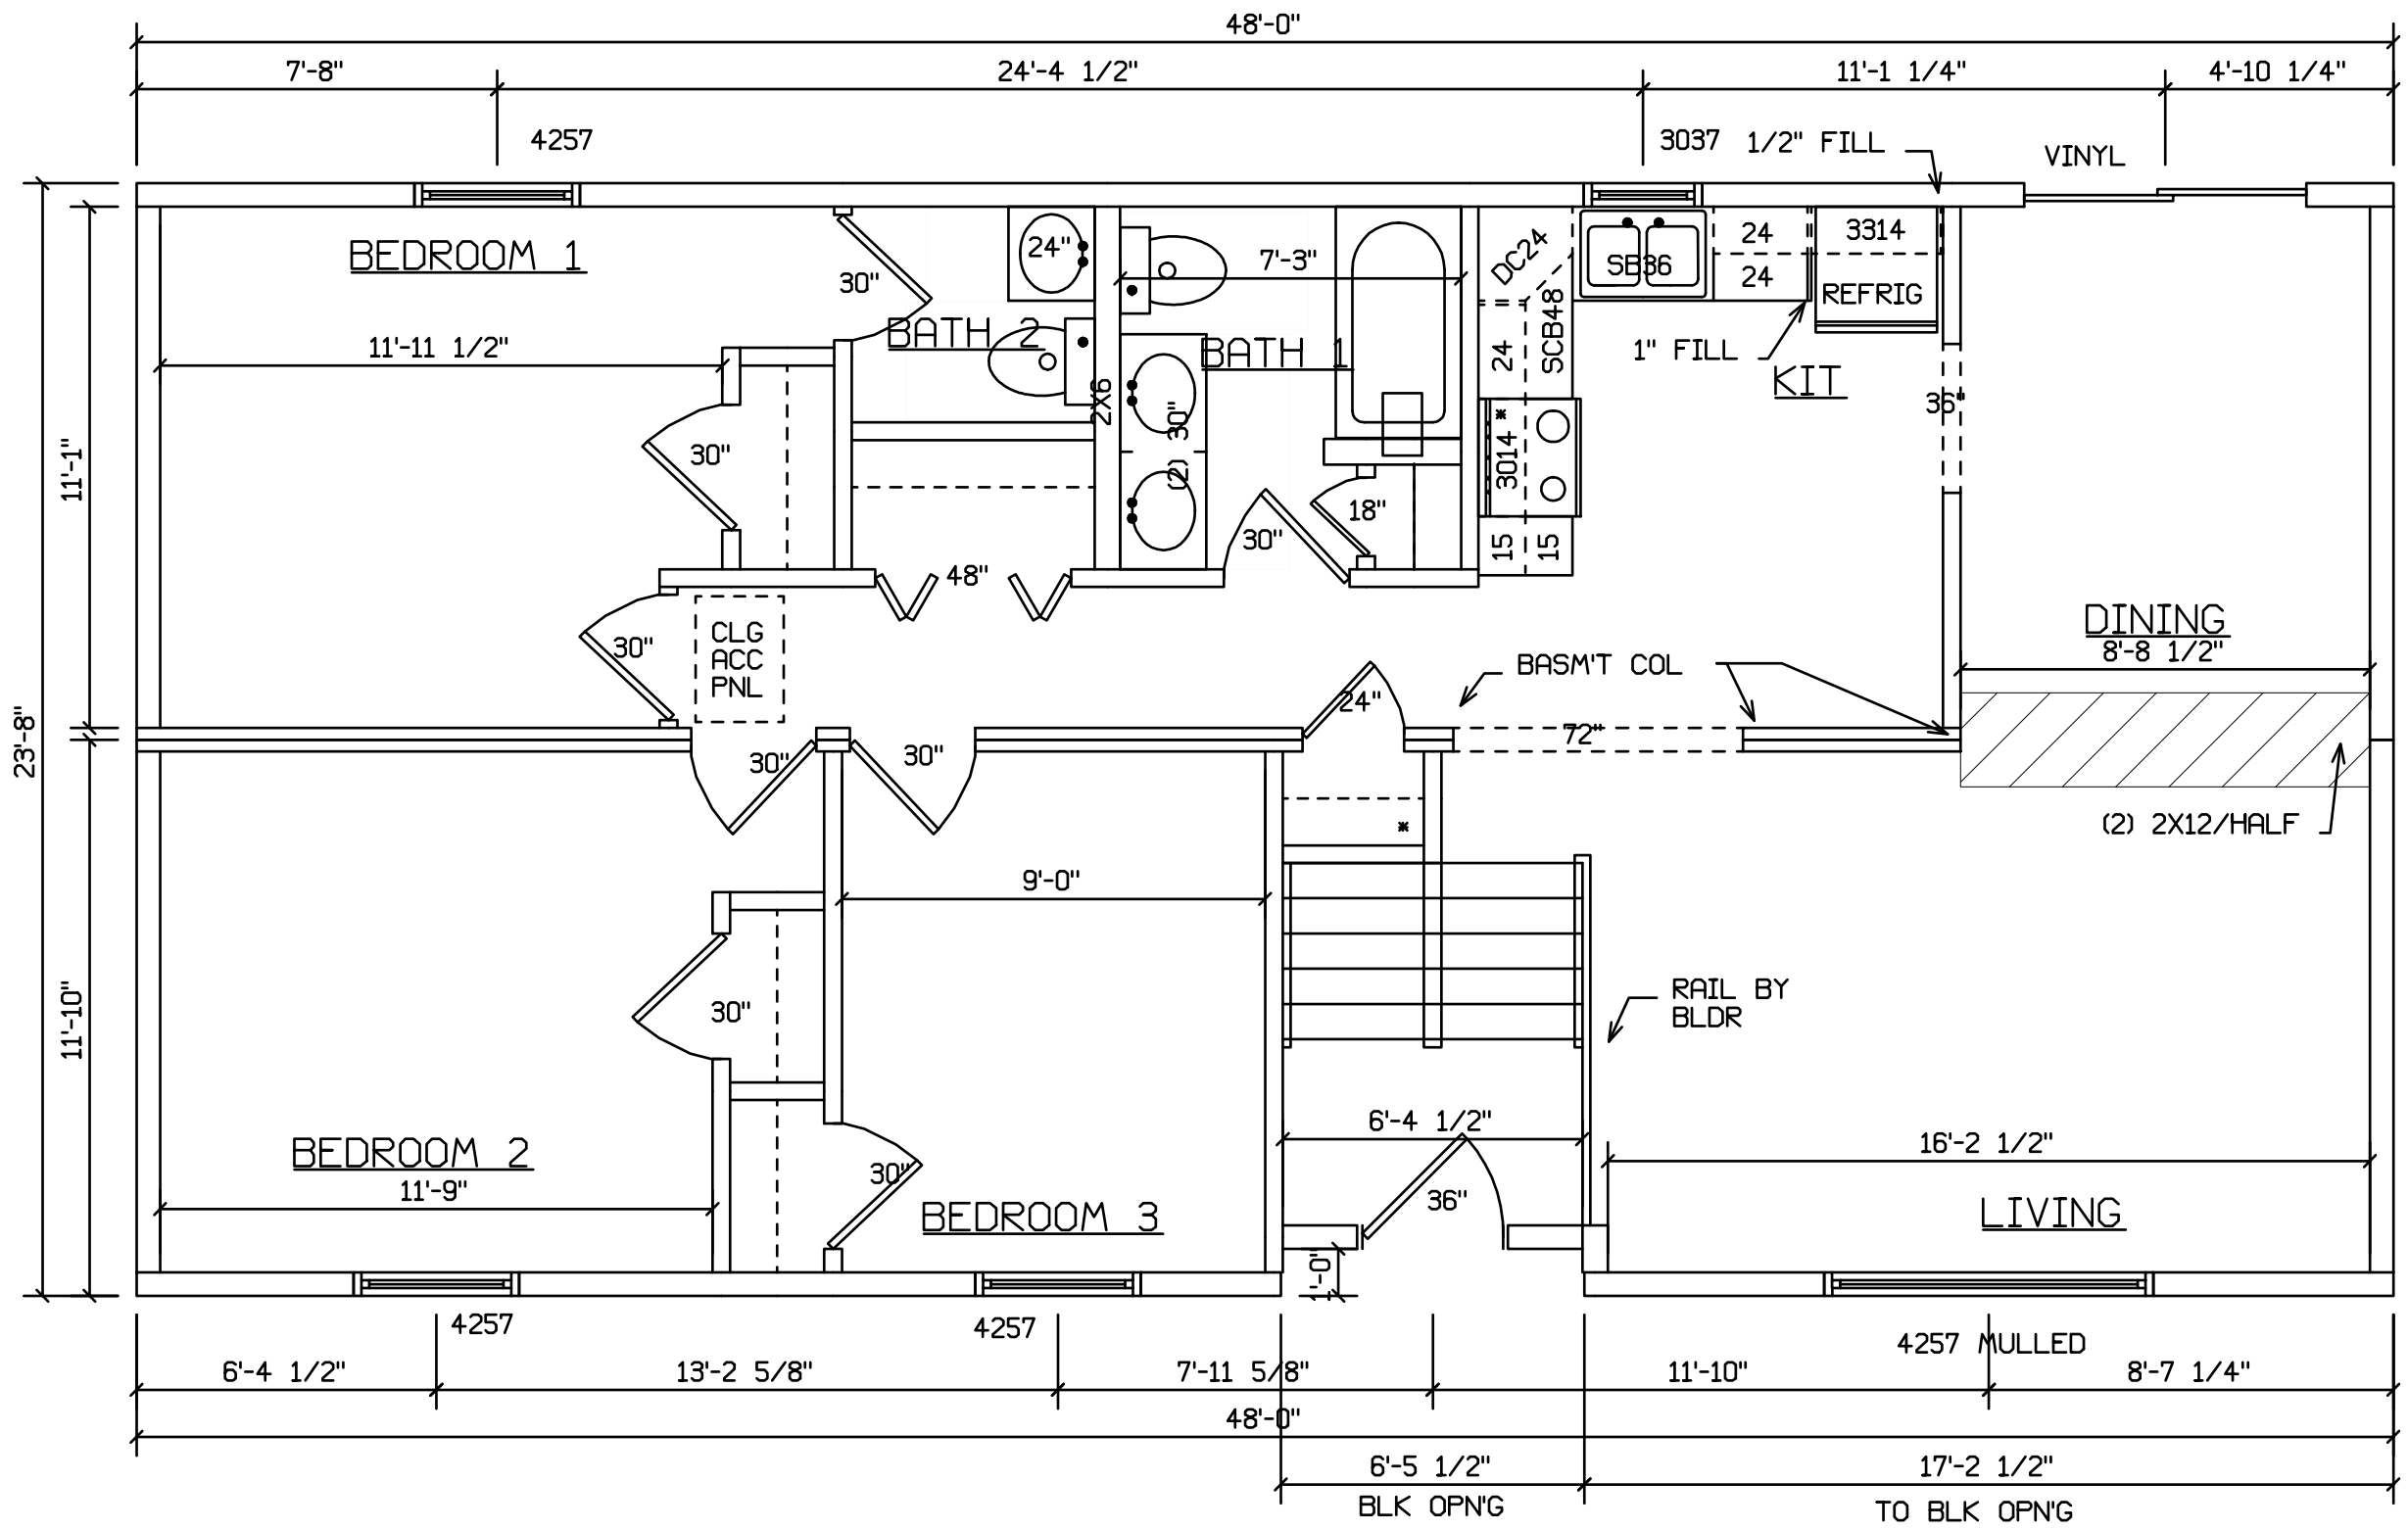 48'-0"
7'-8"
24'-4 1/2"
11'-1 1/4"
4'-10 1/4"
4257
3037
1/2" FILL
VINYL
BEDROOM 1
30"
24"
7'-3"
DC24
SB36
24
24
3314
REFRIG
11'-11 1/2"
BATH 2
BATH 1
2X6
(2) 30"
24
SCB48
1" FILL
KIT
36"
3014 *
11'-1"
30"
18"
30"
15
15
48"
30"
CLG
ACC
PNL
DINING
8'-8 1/2"
BASM'T COL
24"
72"
23'-8"
30"
30"
*
(2) 2X12/HALF
9'-0"
11'-10"
30"
RAIL BY
BLDR
6'-4 1/2"
16'-2 1/2"
BEDROOM 2
11'-9"
30"
BEDROOM 3
36"
LIVING
1'-0"
4257
4257
4257 MULLED
6'-4 1/2"
13'-2 5/8"
7'-11 5/8"
11'-10"
8'-7 1/4"
48'-0"
6'-5 1/2"
17'-2 1/2"
BLK OPN'G
TO BLK OPN'G